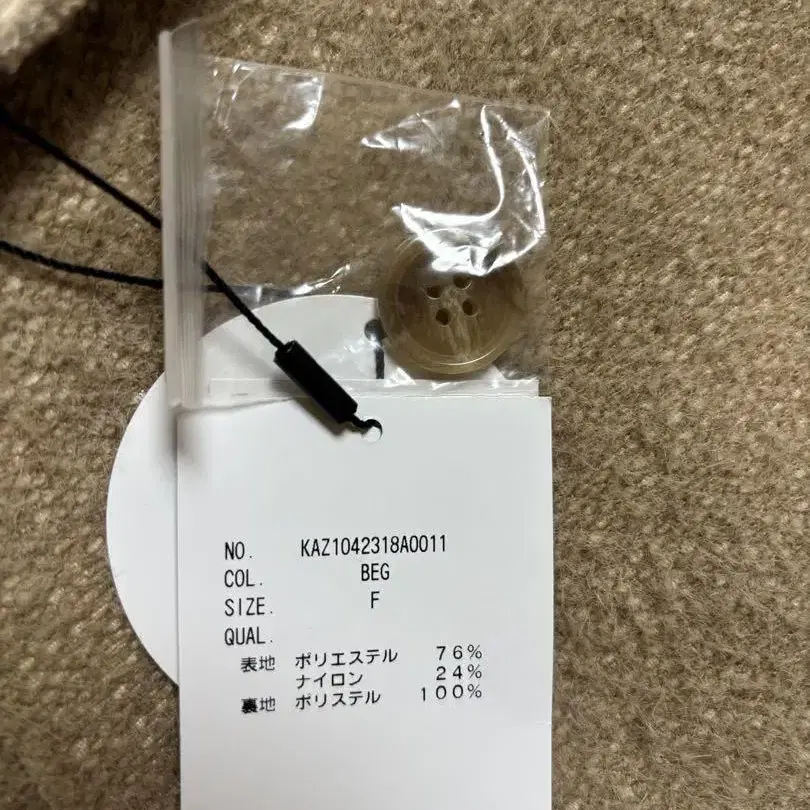 NO. KAZ1042318A0011
COL. BEG
SIZE. F
QUAL.
表地 ポリエステル 76%
ナイロン 24%
裏地 ポリステル 100%